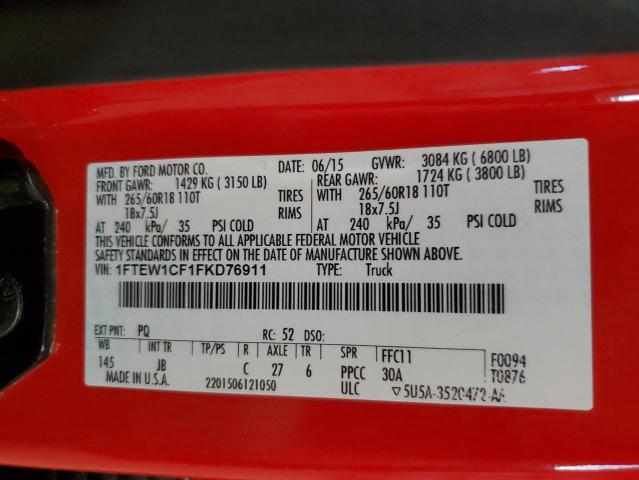 MFD. BY FORD MOTOR CO. DATE: 06/15 GVWR: 3084 KG (6800 LB)
FRONT GAWR: 1429 KG (3150 LB) REAR GAWR: 1724 KG (3800 LB)
WITH 265/60R18 110T TIRES WITH 265/60R18 110T TIRES
18x7.5J RIMS 18x7.5J RIMS
AT 240 kPa/ 35 PSI COLD AT 240 kPa/ 35 PSI COLD
THIS VEHICLE CONFORMS TO ALL APPLICABLE FEDERAL MOTOR VEHICLE
SAFETY STANDARDS IN EFFECT ON THE DATE OF MANUFACTURE SHOWN ABOVE.
VIN: 1FTEW1CF1FKD76911 TYPE: Truck
EXT PNT: PQ RC: 52 DSO:
WB INT TR TP/PS R AXLE TR SPR FFC11 F0094
145 JB C 27 6 PPCC 30A T0876
MADE IN U.S.A. 2201506121050 ULC ▽5U5A-3520472-AA